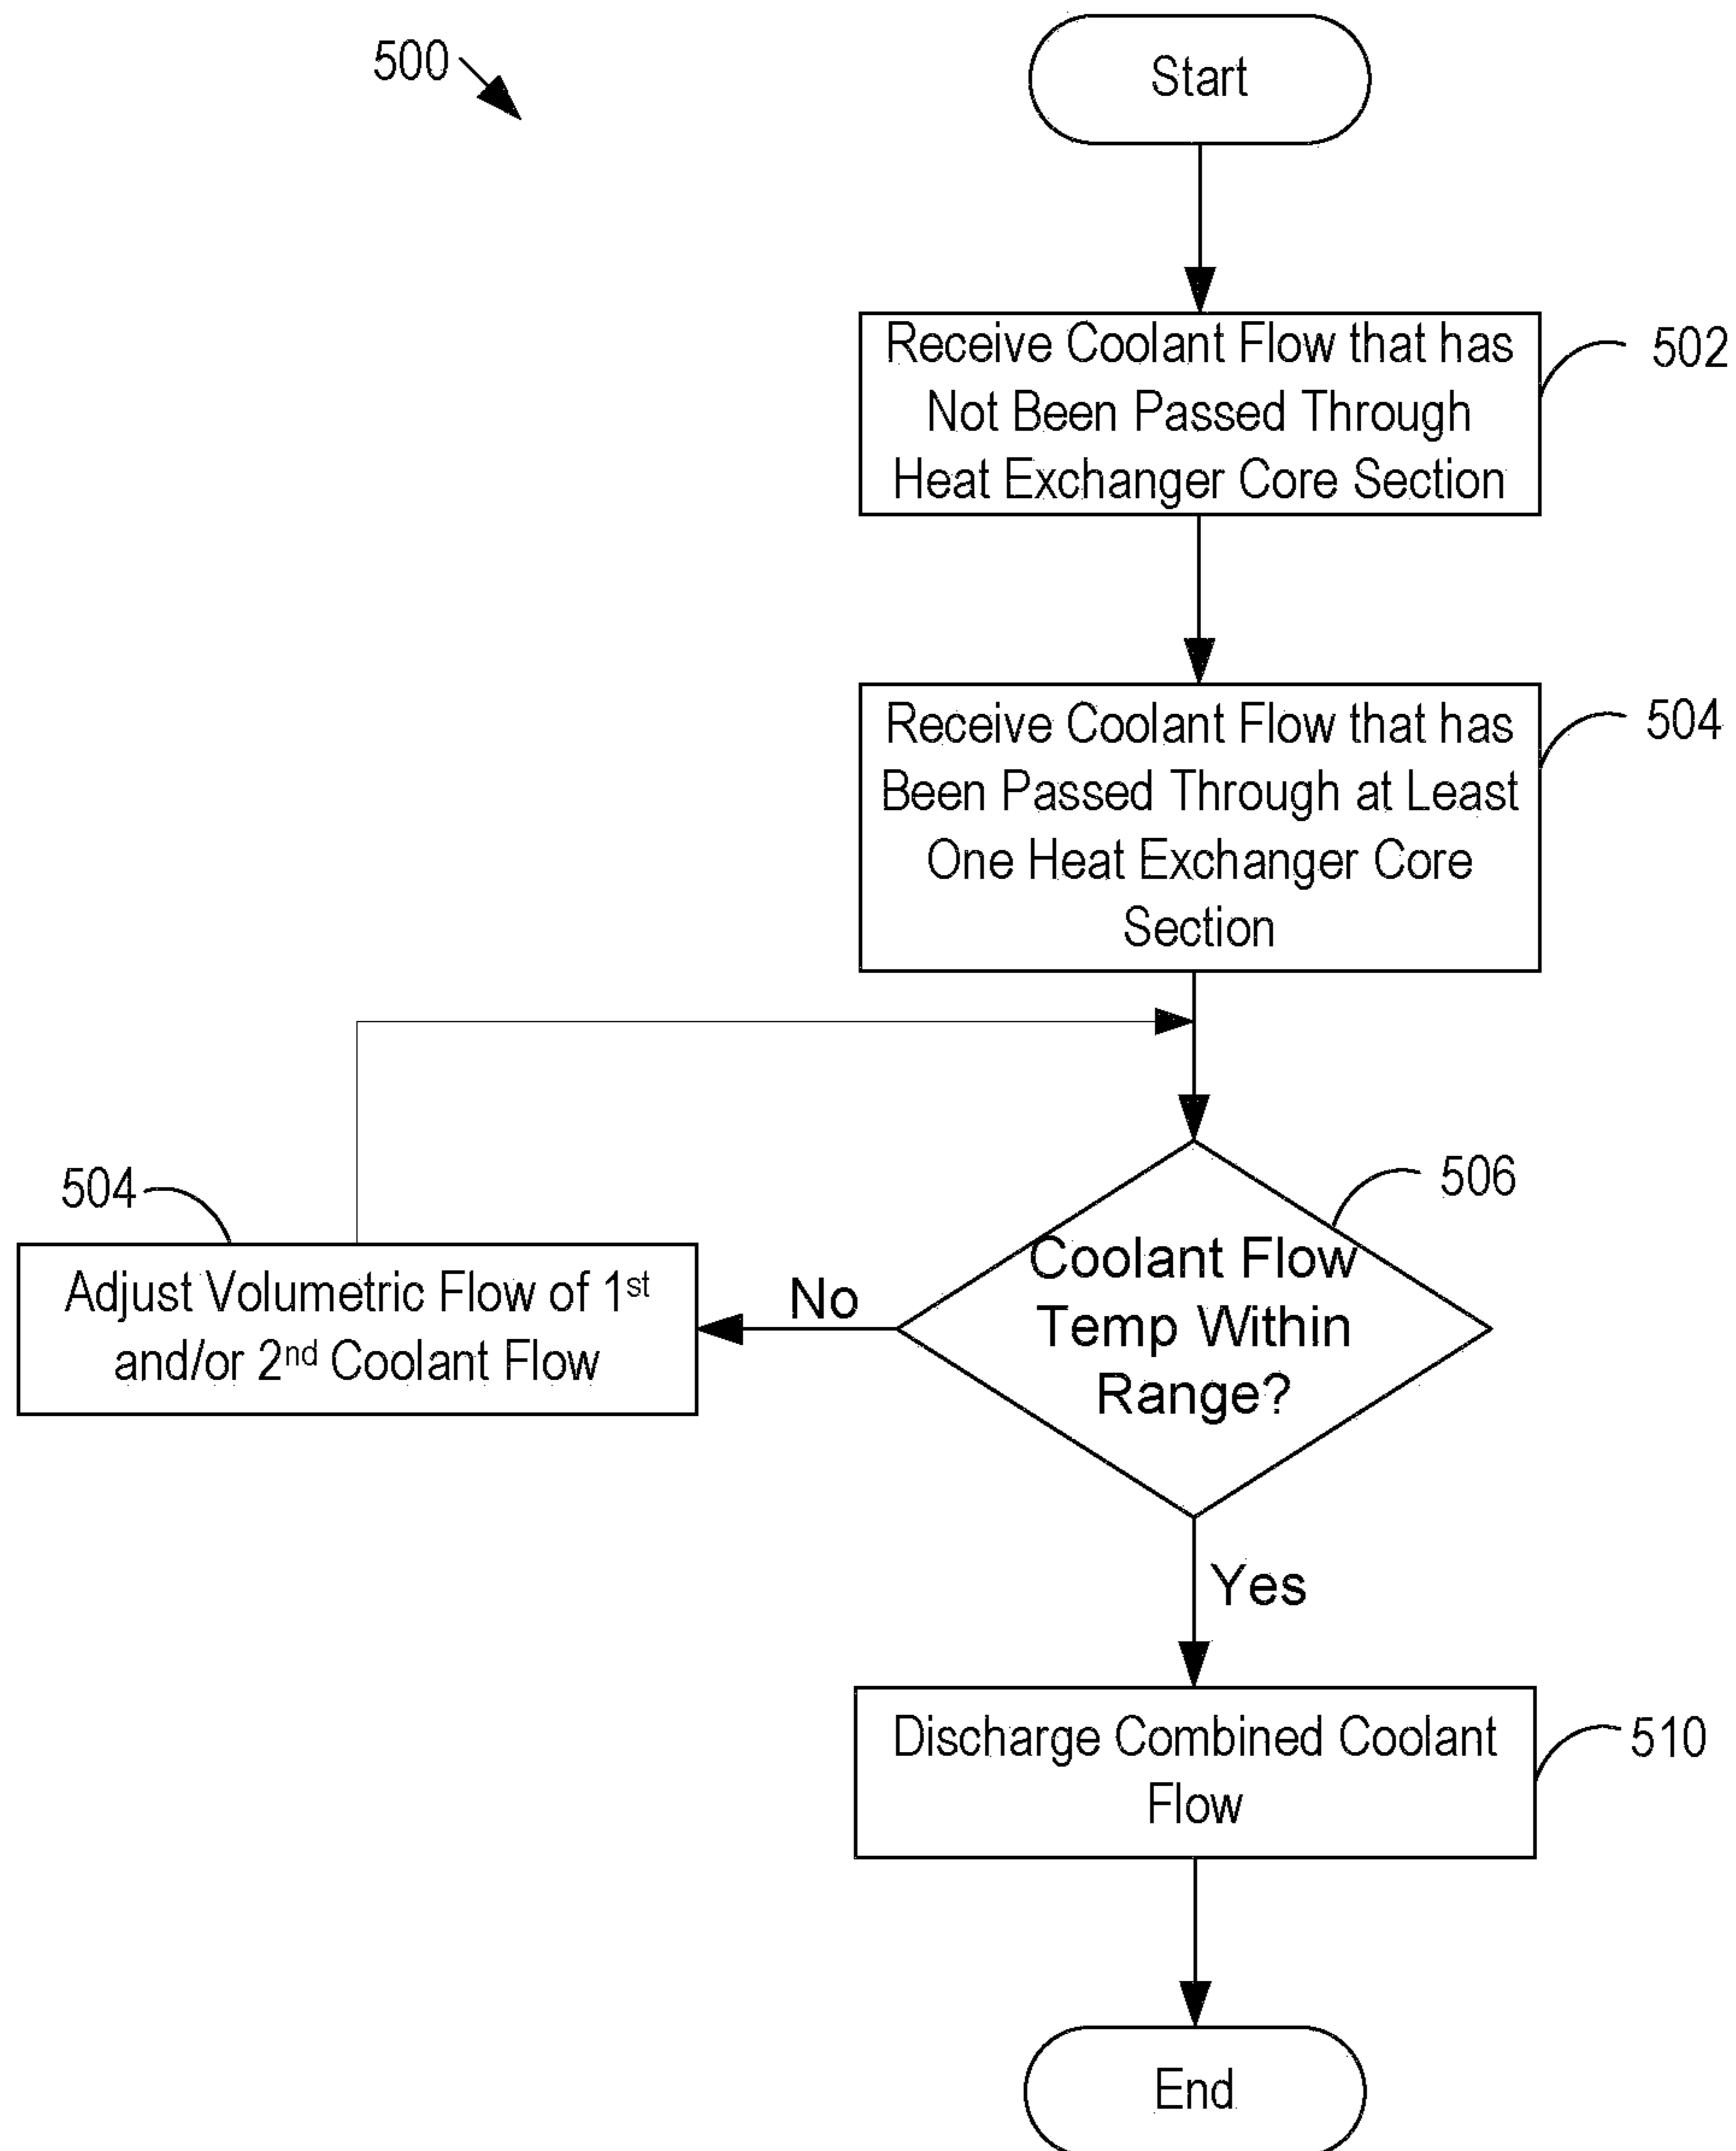 500
Start
Receive Coolant Flow that has
Not Been Passed Through
Heat Exchanger Core Section
502
Receive Coolant Flow that has
Been Passed Through at Least
One Heat Exchanger Core
Section
504
504
Adjust Volumetric Flow of 1st
and/or 2nd Coolant Flow
No
506
Coolant Flow
Temp Within
Range?
Yes
Discharge Combined Coolant
Flow
510
End